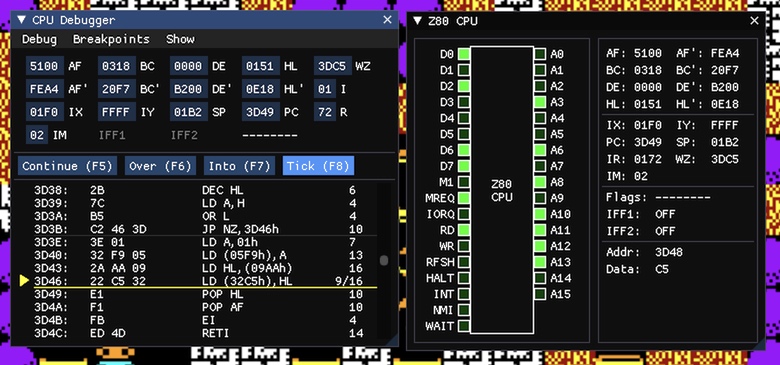 CPU Debugger
Debug Breakpoints Show
5100 AF 0318 BC 0000 DE 0151 HL 3DC5 WZ
FEA4 AF' 20F7 BC' B200 DE' 0E18 HL' 01 I
01F0 IX FFFF IY 01B2 SP 3D49 PC 72 R
02 IM IFF1 IFF2 --------
Continue (F5) Over (F6) Into (F7) Tick (F8)
3D38: 2B DEC HL 6
3D39: 7C LD A,H 4
3D3A: B5 OR L 4
3D3B: C2 46 3D JP NZ,3D46h 10
3D3E: 3E 01 LD A,01h 7
3D40: 32 F9 05 LD (05F9h),A 13
3D43: 2A AA 09 LD HL,(09AAh) 16
3D46: 22 C5 32 LD (32C5h),HL 9/16
3D49: E1 POP HL 10
3D4A: F1 POP AF 10
3D4B: FB EI 4
3D4C: ED 4D RETI 14
Z80 CPU
D0 A0
D1 A1
D2 A2
D3 A3
D4 A4
D5 A5
D6 A6
D7 A7
M1 A8
MREQ A9
IORQ A10
RD A11
WR A12
RFSH A13
HALT A14
INT A15
NMI
WAIT
Z80
CPU
AF: 5100 AF': FEA4
BC: 0318 BC': 20F7
DE: 0000 DE': B200
HL: 0151 HL': 0E18
IX: 01F0 IY: FFFF
PC: 3D49 SP: 01B2
IR: 0172 WZ: 3DC5
IM: 02
Flags: --------
IFF1: OFF
IFF2: OFF
Addr: 3D48
Data: C5